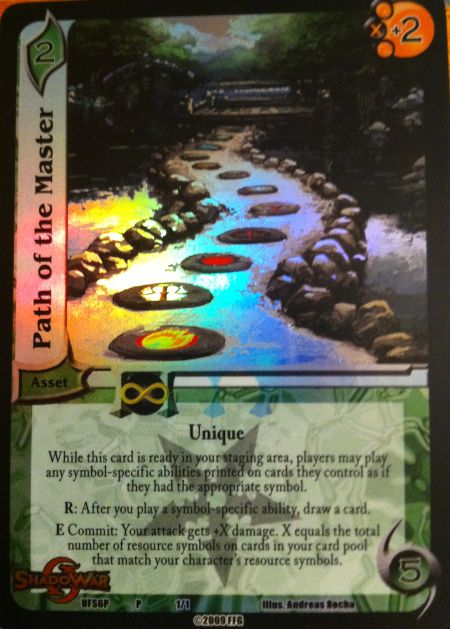 2
X +2
Path of the Master
Asset
Unique
While this card is ready in your staging area, players may play
any symbol-specific abilities printed on cards they control as if
they had the appropriate symbol.
R: After you play a symbol-specific ability, draw a card.
E Commit: Your attack gets +X damage. X equals the total
number of resource symbols on cards in your card pool
that match your character's resource symbols.
5
ShadoWar
UFS6P P 1/1 Illus. Andreas Rocha
©2009 FFG